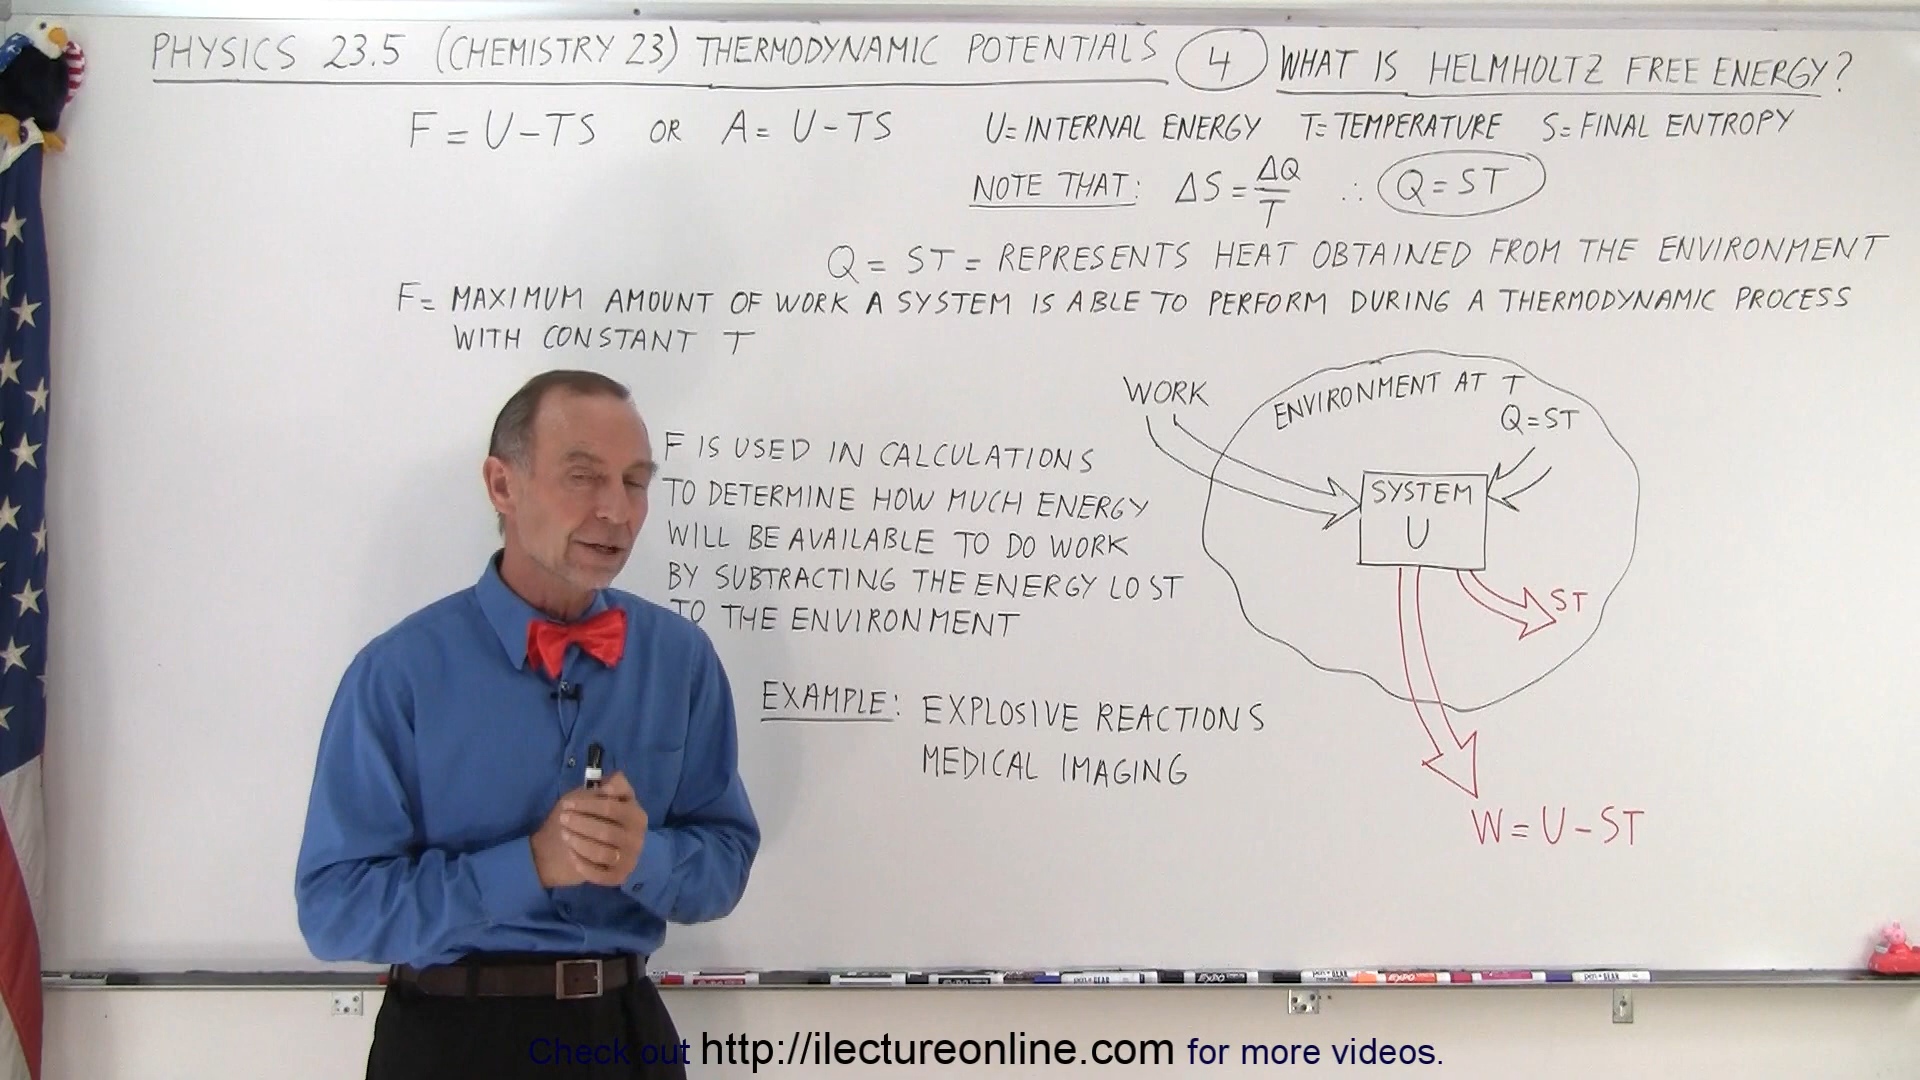 PHYSICS 23.5 (CHEMISTRY 23) THERMODYNAMIC POTENTIALS 4 WHAT IS HELMHOLTZ FREE ENERGY?
F = U-TS OR A = U-TS U= INTERNAL ENERGY T= TEMPERATURE S= FINAL ENTROPY
NOTE THAT: ΔS = ΔQ/T ∴ Q = ST
Q = ST = REPRESENTS HEAT OBTAINED FROM THE ENVIRONMENT
F = MAXIMUM AMOUNT OF WORK A SYSTEM IS ABLE TO PERFORM DURING A THERMODYNAMIC PROCESS
WITH CONSTANT T
F IS USED IN CALCULATIONS
TO DETERMINE HOW MUCH ENERGY
WILL BE AVAILABLE TO DO WORK
BY SUBTRACTING THE ENERGY LOST
TO THE ENVIRONMENT
EXAMPLE: EXPLOSIVE REACTIONS
MEDICAL IMAGING
WORK
ENVIRONMENT AT T
Q=ST
SYSTEM
U
ST
W = U-ST
EXPO
EXPO
Check out http://ilectureonline.com for more videos.